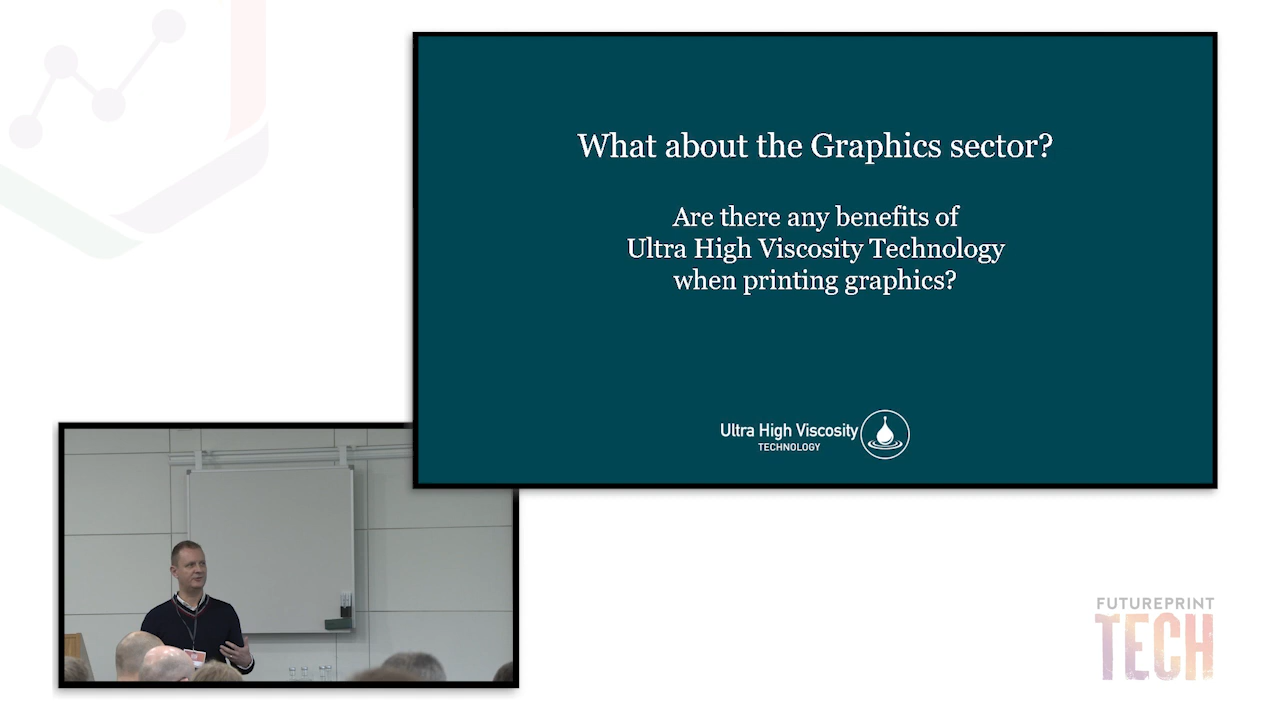 What about the Graphics sector?
Are there any benefits of
Ultra High Viscosity Technology
when printing graphics?
Ultra High Viscosity
TECHNOLOGY
FUTUREPRINT
TECH